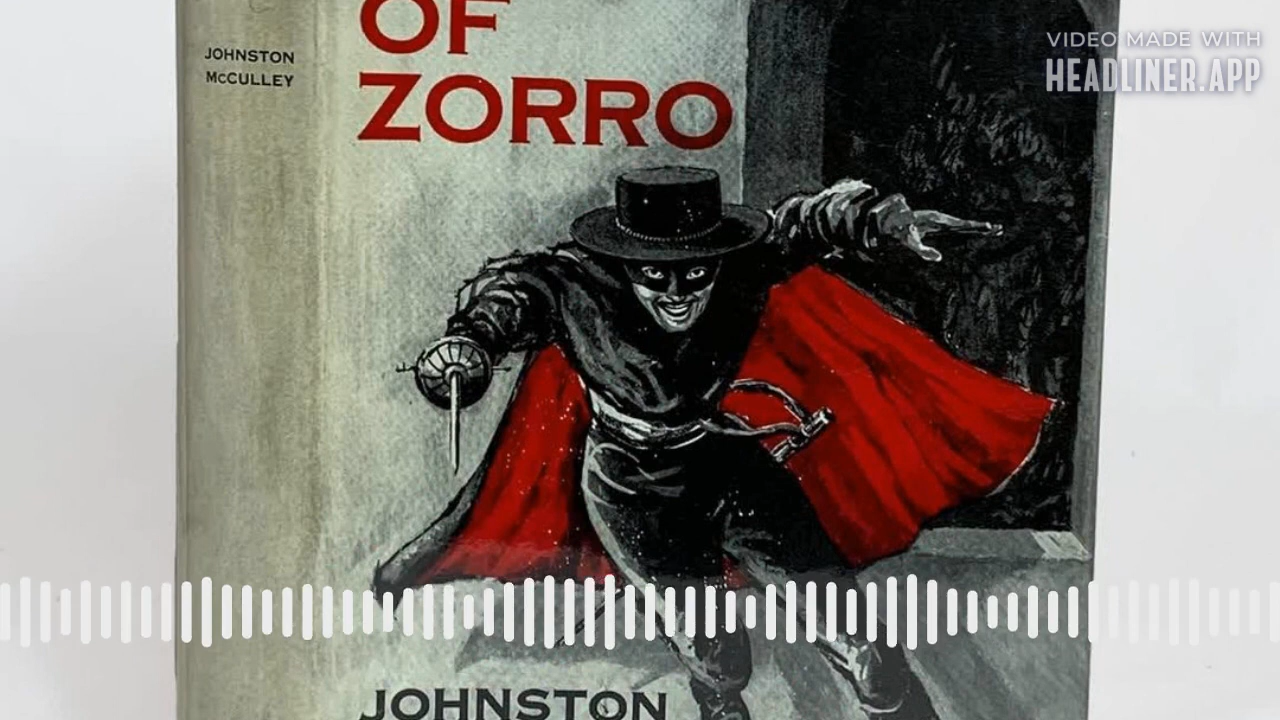 JOHNSTON
McCULLEY
OF
ZORRO
JOHNSTON
VIDEO MADE WITH
HEADLINER.APP